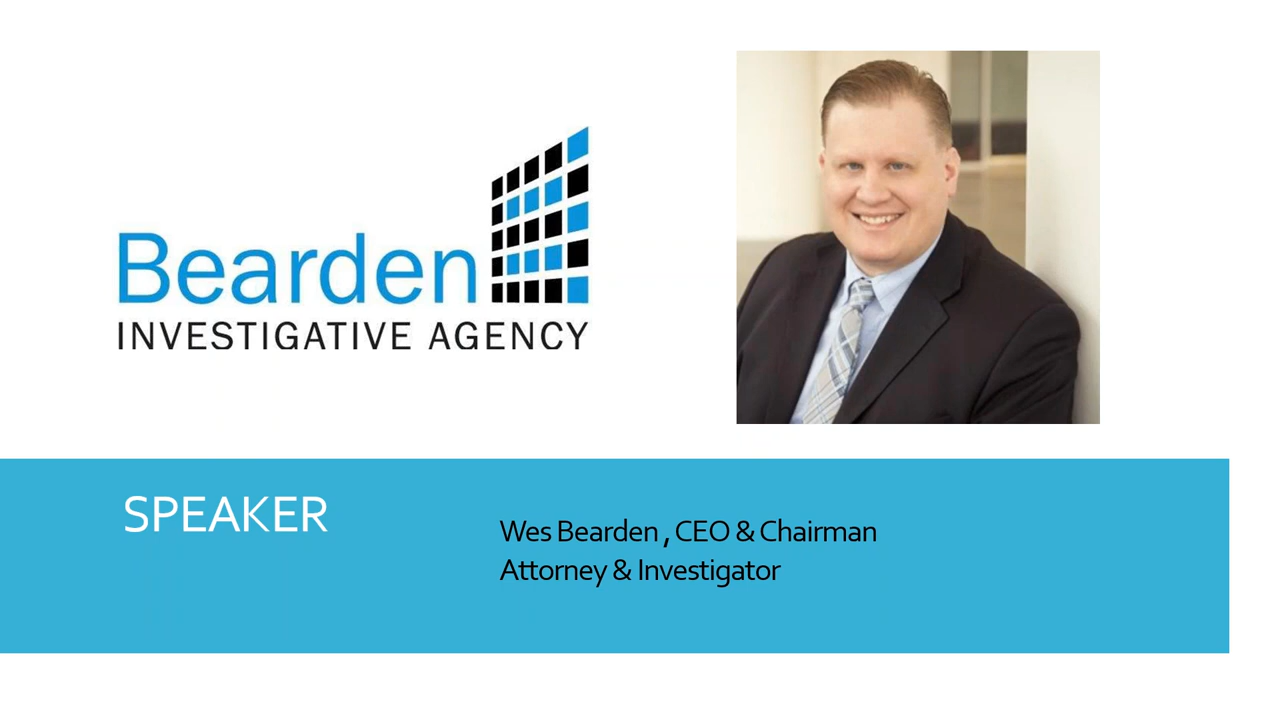 Bearden
INVESTIGATIVE AGENCY
SPEAKER
Wes Bearden , CEO & Chairman
Attorney & Investigator